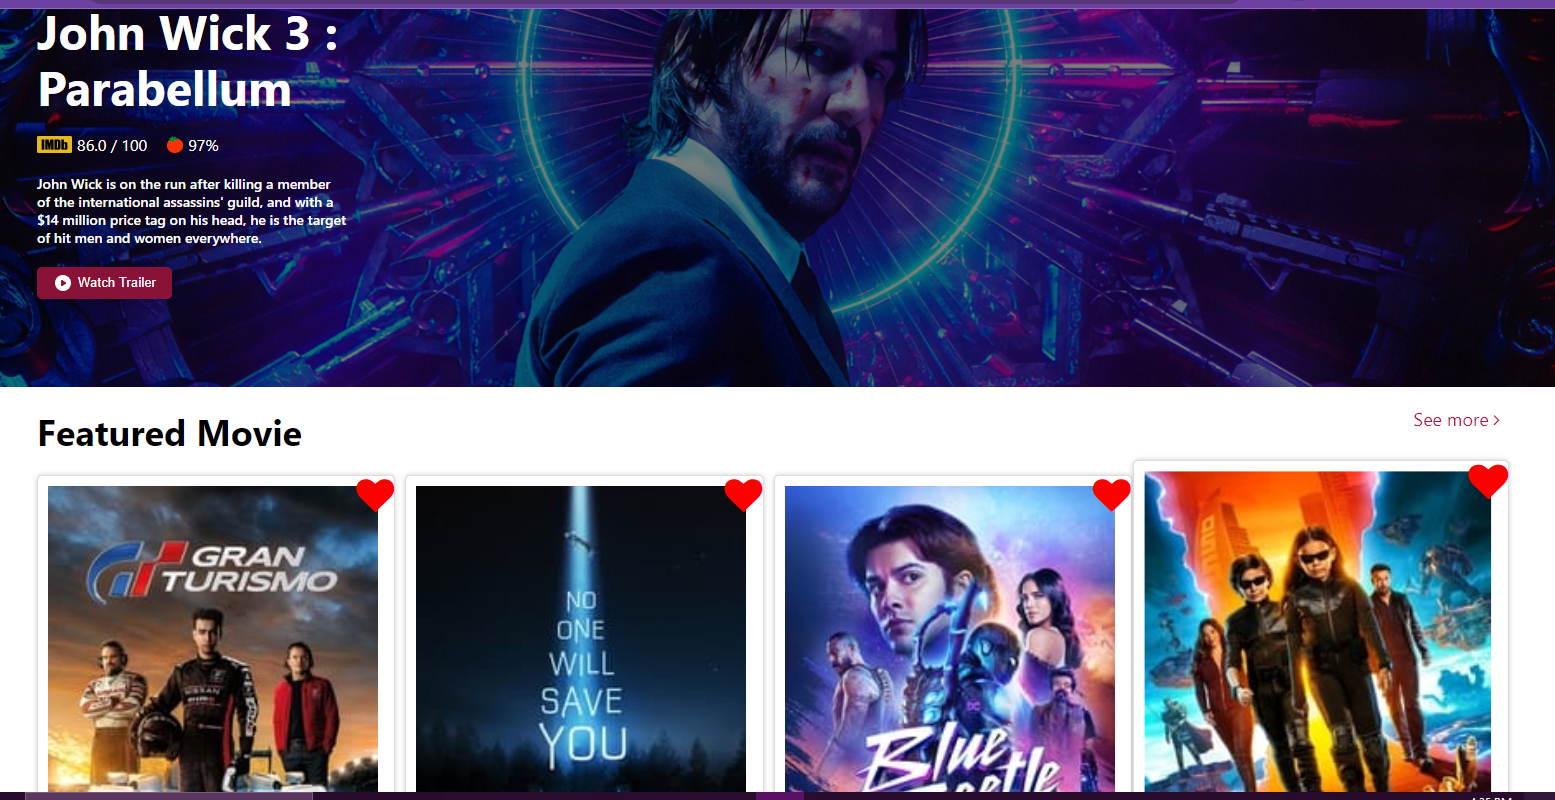 John Wick 3 :
Parabellum
IMDb 86.0 / 100 97%
John Wick is on the run after killing a member
of the international assassins' guild, and with a
$14 million price tag on his head, he is the target
of hit men and women everywhere.
Watch Trailer
Featured Movie
See more >
GRAN
TURISMO
NISSAN
NO
ONE
WILL
SAVE
YOU
DC
Blue
Beetle